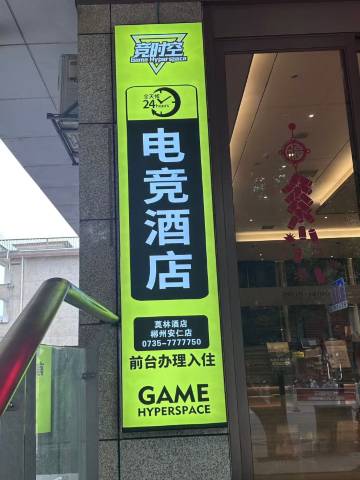 竞时空
Game Hyperspace
全天候
24hours
电竞酒店
莫林酒店
郴州安仁店
0735-7777750
前台办理入住
GAME
HYPERSPACE